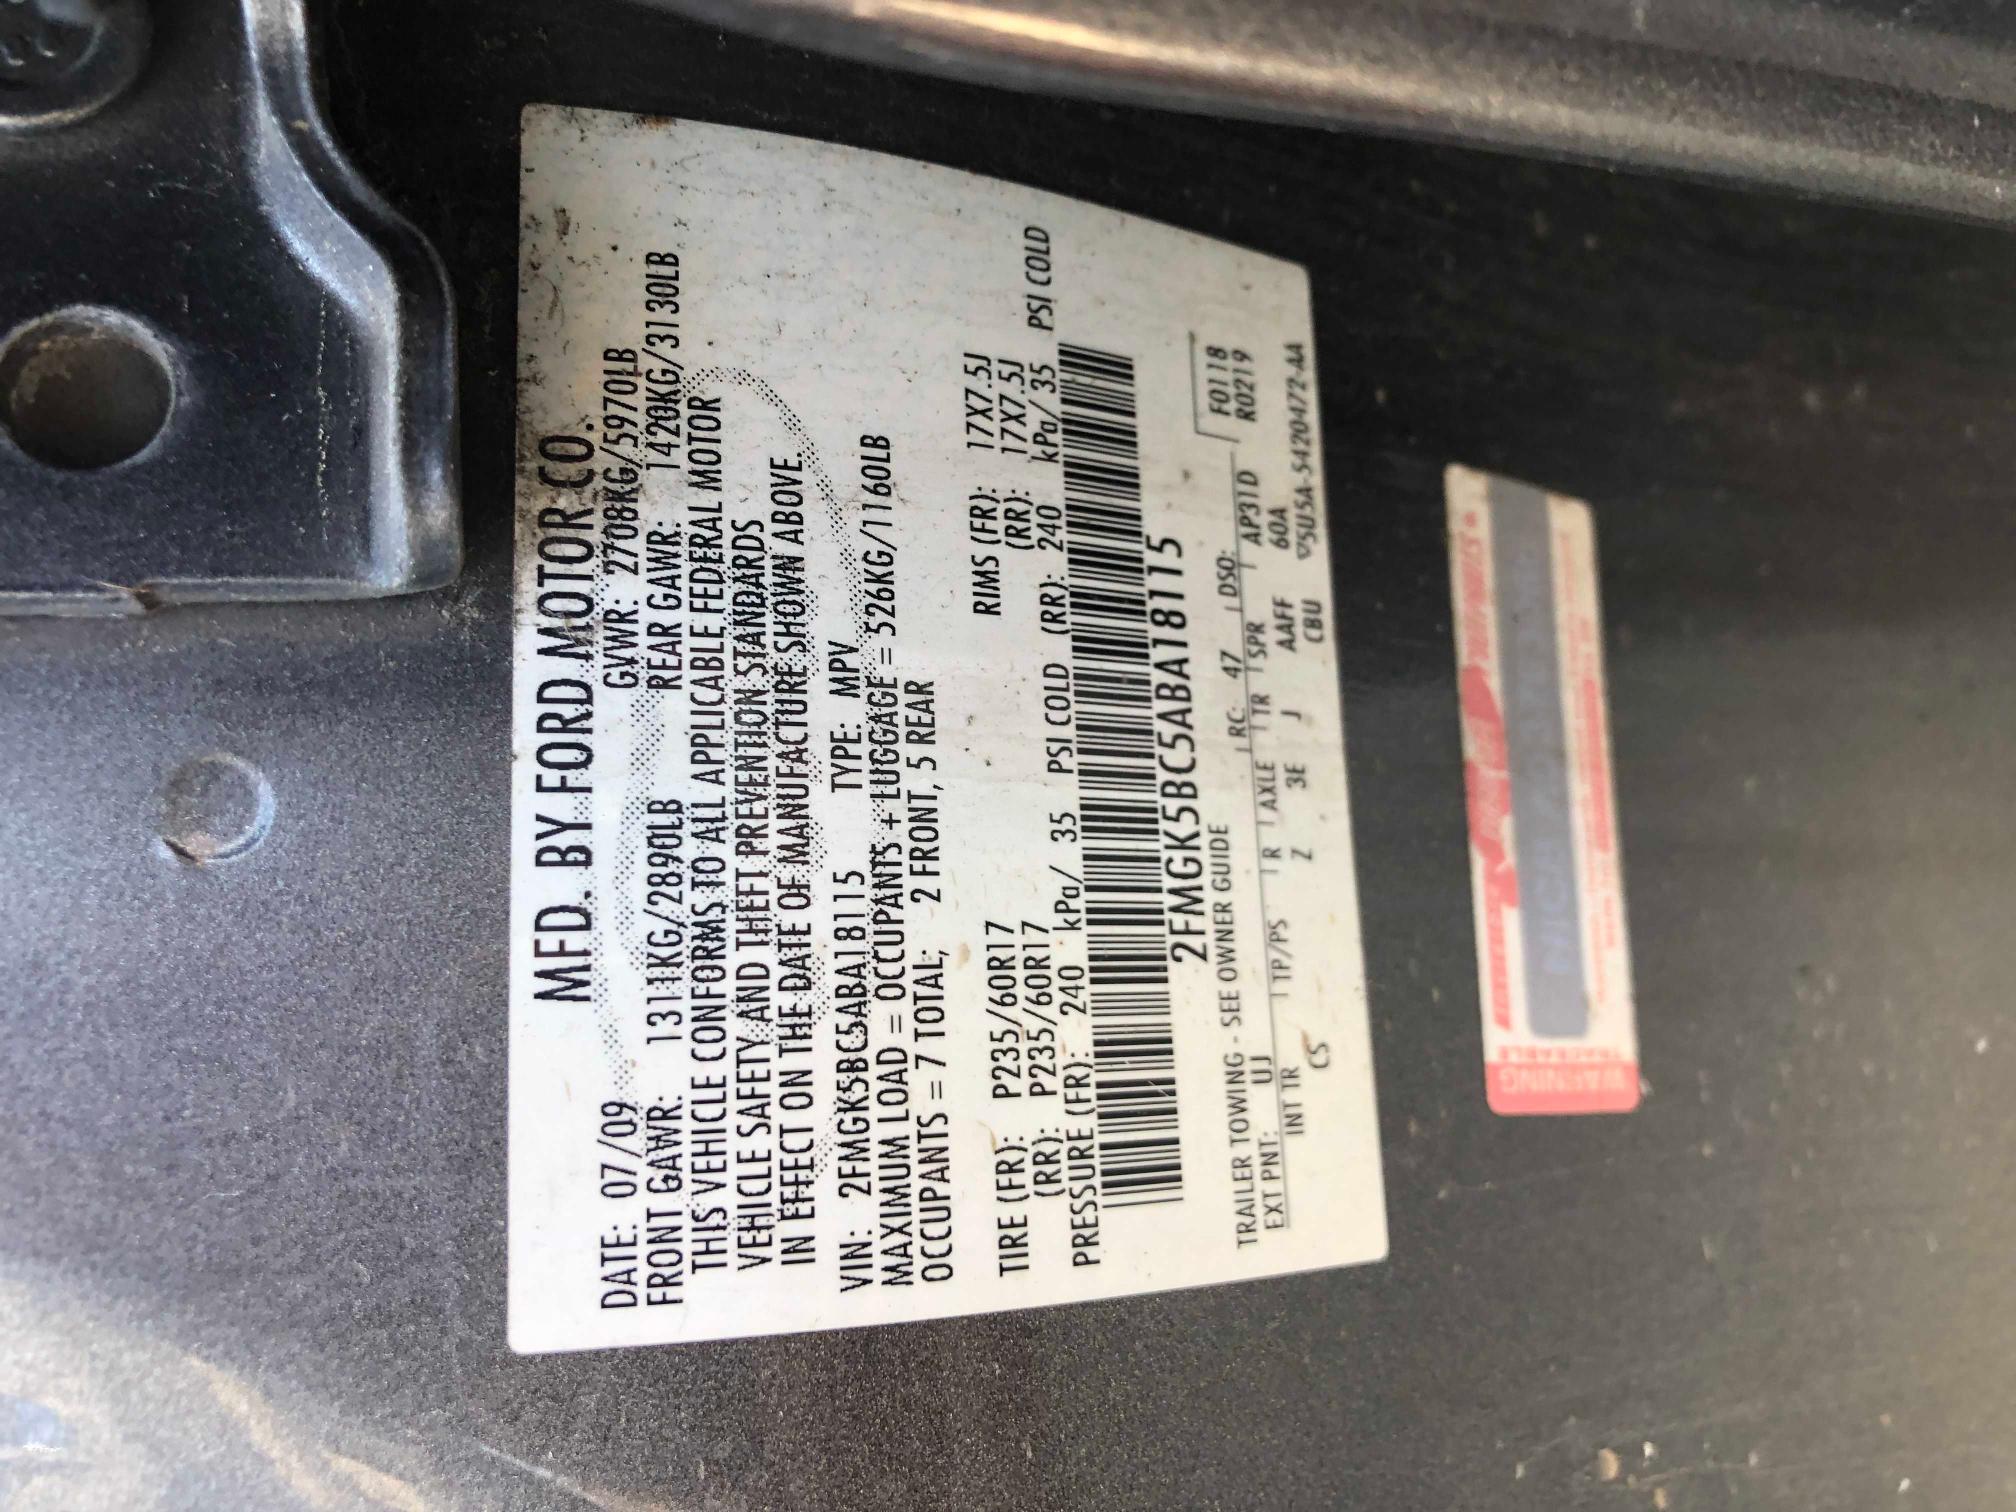 MFD. BY FORD MOTOR CO.
DATE: 07/09 GVWR: 2708KG/5970LB
FRONT GAWR: 1311KG/2890LB REAR GAWR: 1420KG/3130LB
THIS VEHICLE CONFORMS TO ALL APPLICABLE FEDERAL MOTOR
VEHICLE SAFETY AND THEFT PREVENTION STANDARDS
IN EFFECT ON THE DATE OF MANUFACTURE SHOWN ABOVE.
VIN: 2FMGK5BC5ABA18115 TYPE: MPV
MAXIMUM LOAD = OCCUPANTS + LUGGAGE = 526KG/1160LB
OCCUPANTS = 7 TOTAL; 2 FRONT, 5 REAR
TIRE (FR): P235/60R17 RIMS (FR): 17X7.5J
(RR): P235/60R17 (RR): 17X7.5J
PRESSURE (FR): 240 kPa/ 35 PSI COLD (RR): 240 kPa/ 35 PSI COLD
2FMGK5BC5ABA18115
TRAILER TOWING - SEE OWNER GUIDE
F0118
EXT PNT: UJ RC: 47 DSO: R0219
INT TR TP/PS R AXLE TR SPR AP31D
CS Z 3E J AAFF 60A
CBU 5U5A-5420472-AA
WARNING
TRACEABLE